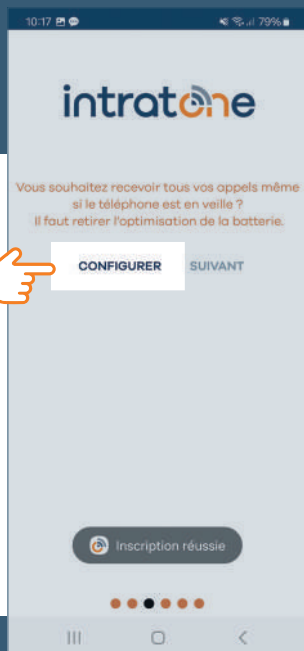 10:17 79%
intratone
Vous souhaitez recevoir tous vos appels même
si le téléphone est en veille ?
Il faut retirer l'optimisation de la batterie.
CONFIGURER SUIVANT
Inscription réussie